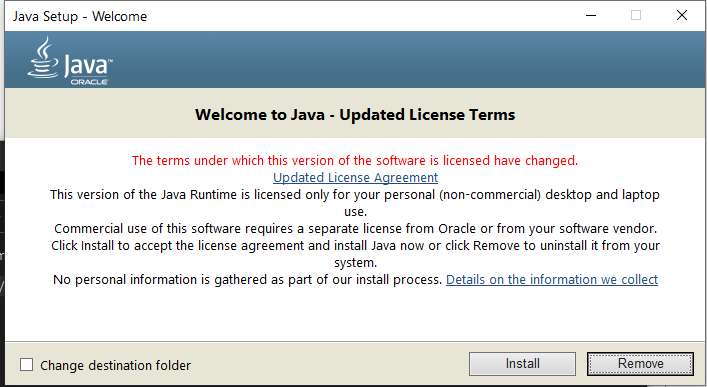 Java Setup - Welcome
Java™
ORACLE
Welcome to Java - Updated License Terms
The terms under which this version of the software is licensed have changed.
Updated License Agreement
This version of the Java Runtime is licensed only for your personal (non-commercial) desktop and laptop
use.
Commercial use of this software requires a separate license from Oracle or from your software vendor.
Click Install to accept the license agreement and install Java now or click Remove to uninstall it from your
system.
No personal information is gathered as part of our install process. Details on the information we collect
Change destination folder
Install
Remove